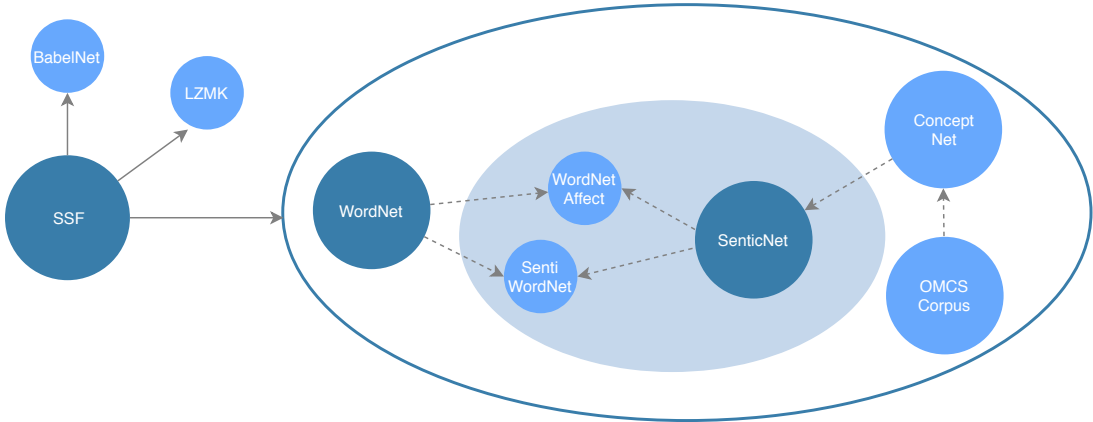 BabelNet
LZMK
SSF
WordNet
WordNet
Affect
Senti
WordNet
SenticNet
Concept
Net
OMCS
Corpus